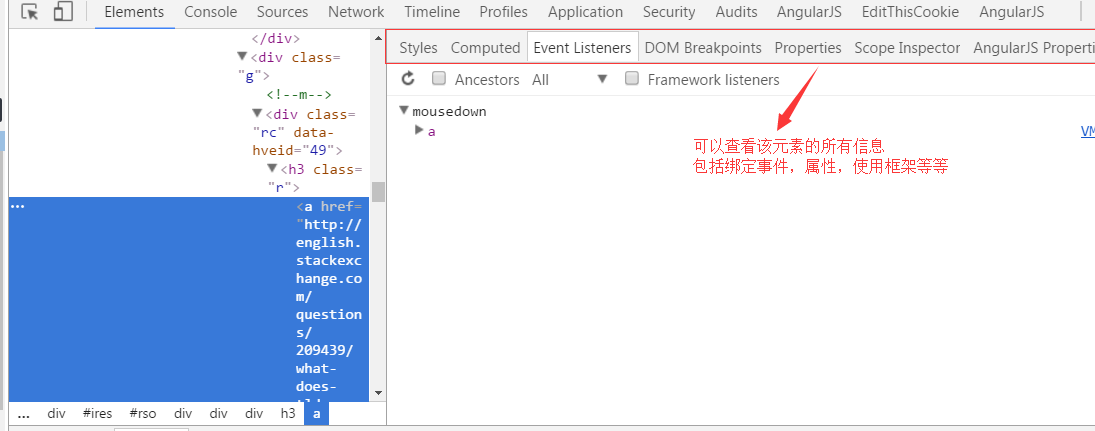 Elements Console Sources Network Timeline Profiles Application Security Audits AngularJS EditThisCookie AngularJS
Styles Computed Event Listeners DOM Breakpoints Properties Scope Inspector AngularJS Properti
Ancestors All Framework listeners
</div>
<div class=
"g">
<!--m-->
<div class=
"rc" data-
hveid="49">
<h3 class=
"r">
<a href=
"http://
english.
stackexc
hange.co
m/
question
s/
209439/
what-
does-
mousedown
a
VM
可以查看该元素的所有信息
包括绑定事件，属性，使用框架等等
... div #ires #rso div div div h3 a